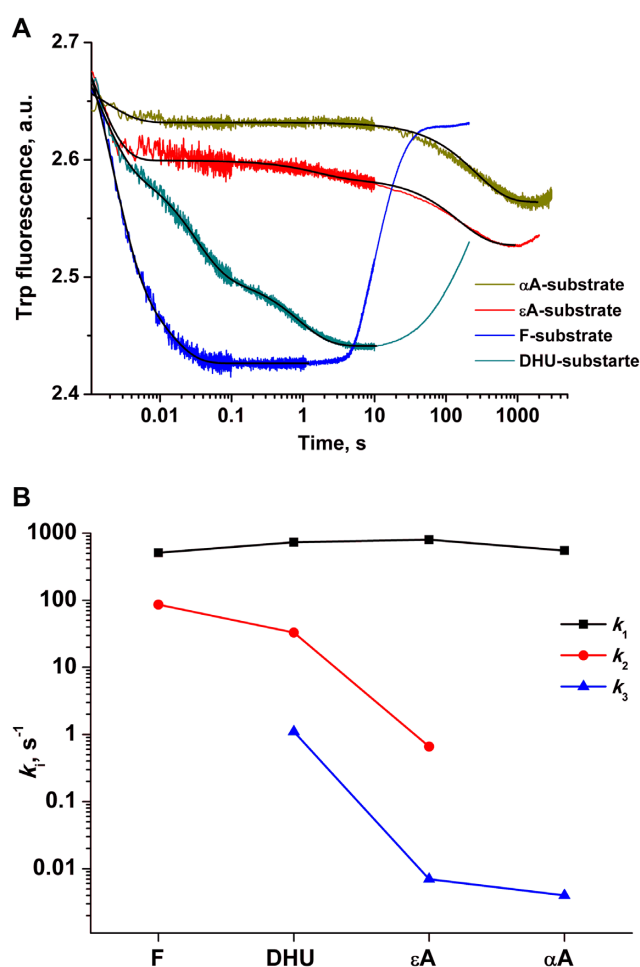 A
2.7
2.6
2.5
2.4
Trp fluorescence, a.u.
αA-substrate
εA-substrate
F-substrate
DHU-substarte
0.01 0.1 1 10 100 1000
Time, s
B
1000
100
10
1
0.1
0.01
kᵢ, s⁻¹
k₁
k₂
k₃
F DHU εA αA